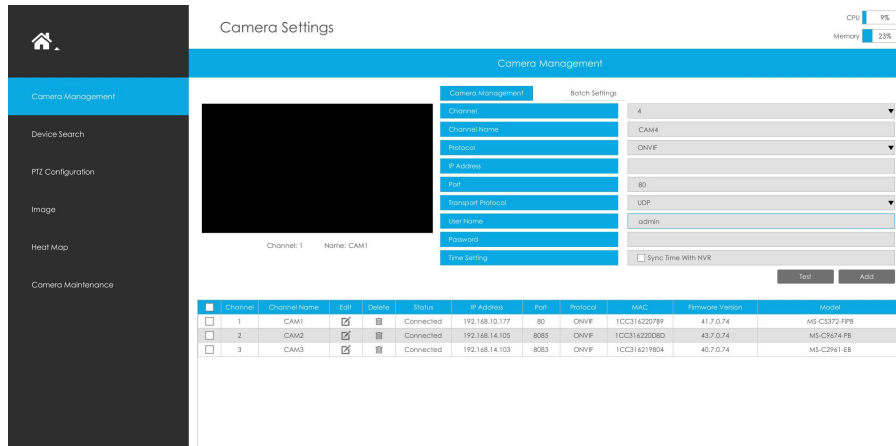 Camera Settings
CPU 9%
Memory 23%
Camera Management
Camera Management
Device Search
PTZ Configuration
Image
Heat Map
Camera Maintenance
Camera Management Batch Settings
Channel 4
Channel Name CAM4
Protocol ONVIF
IP Address
Port 80
Transport Protocol UDP
User Name admin
Password
Time Setting Sync Time With NVR
Channel: 1 Name: CAM1
Test Add
Channel Channel Name Edit Delete Status IP Address Port Protocol MAC Firmware Version Model
1 CAM1 Connected 192.168.10.177 80 ONVIF 1CC316220789 41.7.0.74 MS-C5372-FIPB
2 CAM2 Connected 192.168.14.105 8085 ONVIF 1CC316220D8D 43.7.0.74 MS-C9674-PB
3 CAM3 Connected 192.168.14.103 8083 ONVIF 1CC316219804 40.7.0.74 MS-C2961-EB